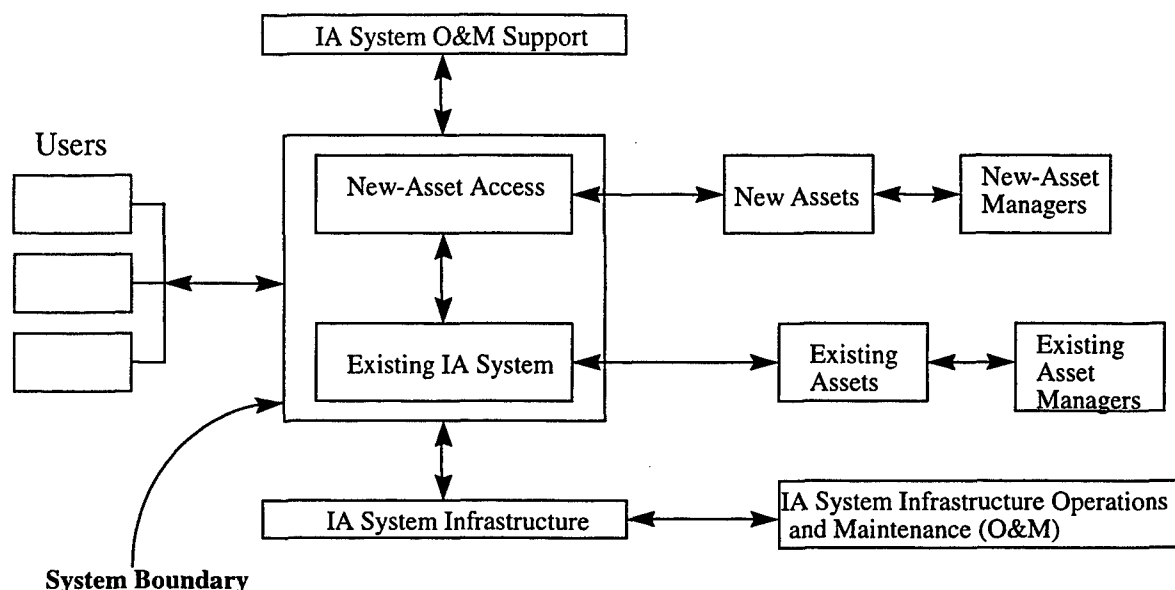 IA System O&M Support
Users
New-Asset Access
New Assets
New-Asset
Managers
Existing IA System
Existing
Assets
Existing
Asset
Managers
IA System Infrastructure
IA System Infrastructure Operations
and Maintenance (O&M)
System Boundary